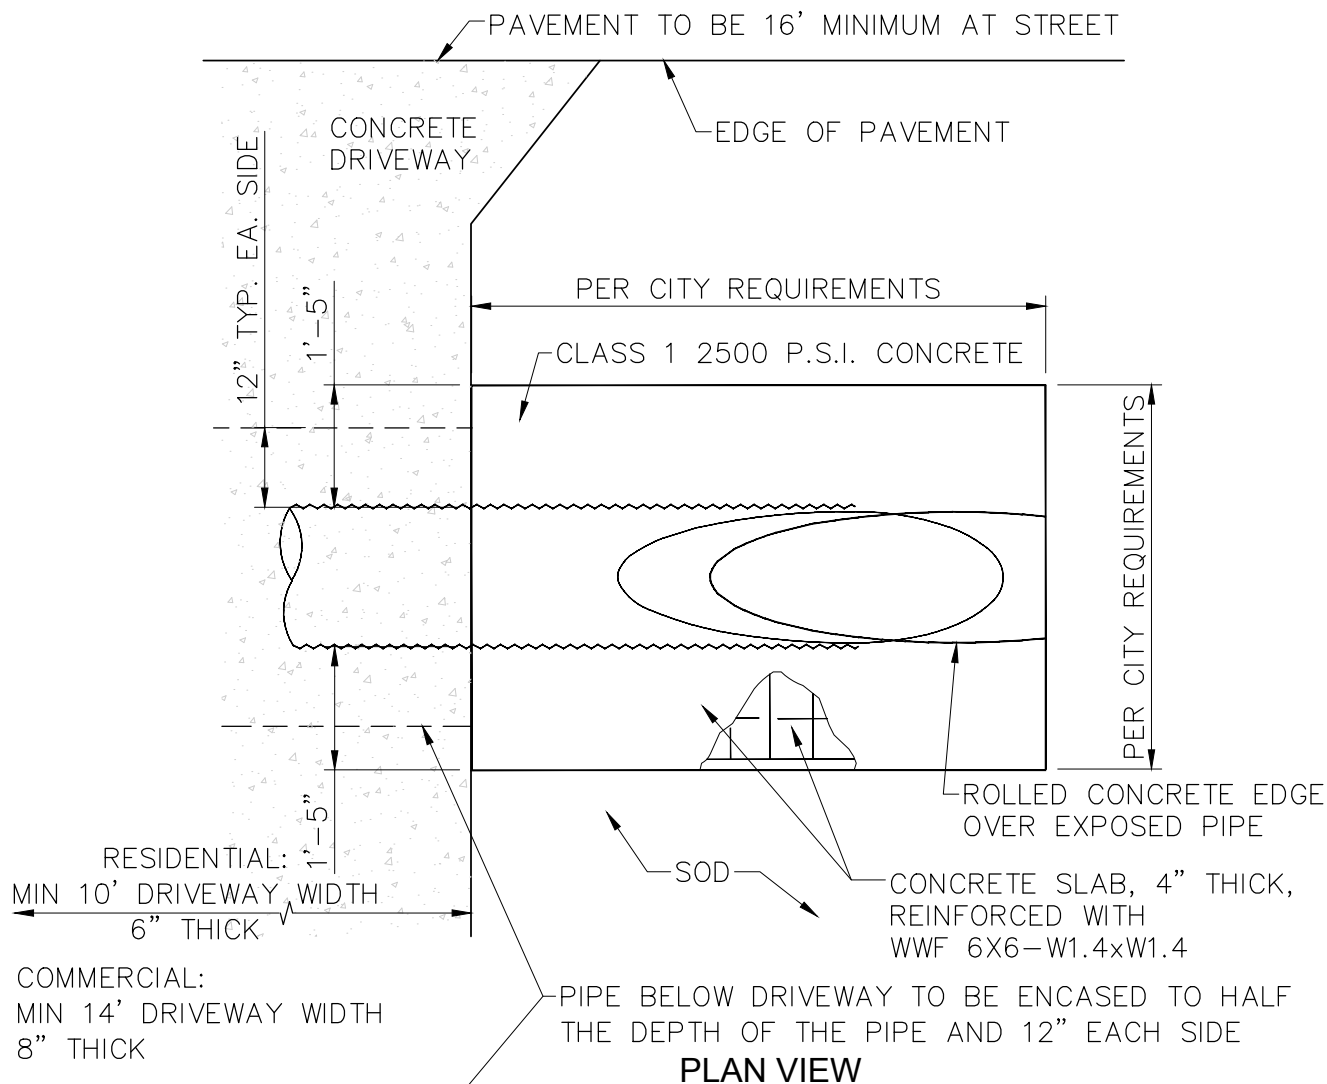 PAVEMENT TO BE 16' MINIMUM AT STREET
CONCRETE
DRIVEWAY
EDGE OF PAVEMENT
12" TYP. EA. SIDE
1'-5"
PER CITY REQUIREMENTS
CLASS 1 2500 P.S.I. CONCRETE
PER CITY REQUIREMENTS
ROLLED CONCRETE EDGE
OVER EXPOSED PIPE
1'-5"
RESIDENTIAL:
MIN 10' DRIVEWAY WIDTH
6" THICK
SOD
CONCRETE SLAB, 4" THICK,
REINFORCED WITH
WWF 6X6-W1.4xW1.4
COMMERCIAL:
MIN 14' DRIVEWAY WIDTH
8" THICK
PIPE BELOW DRIVEWAY TO BE ENCASED TO HALF
THE DEPTH OF THE PIPE AND 12" EACH SIDE
PLAN VIEW